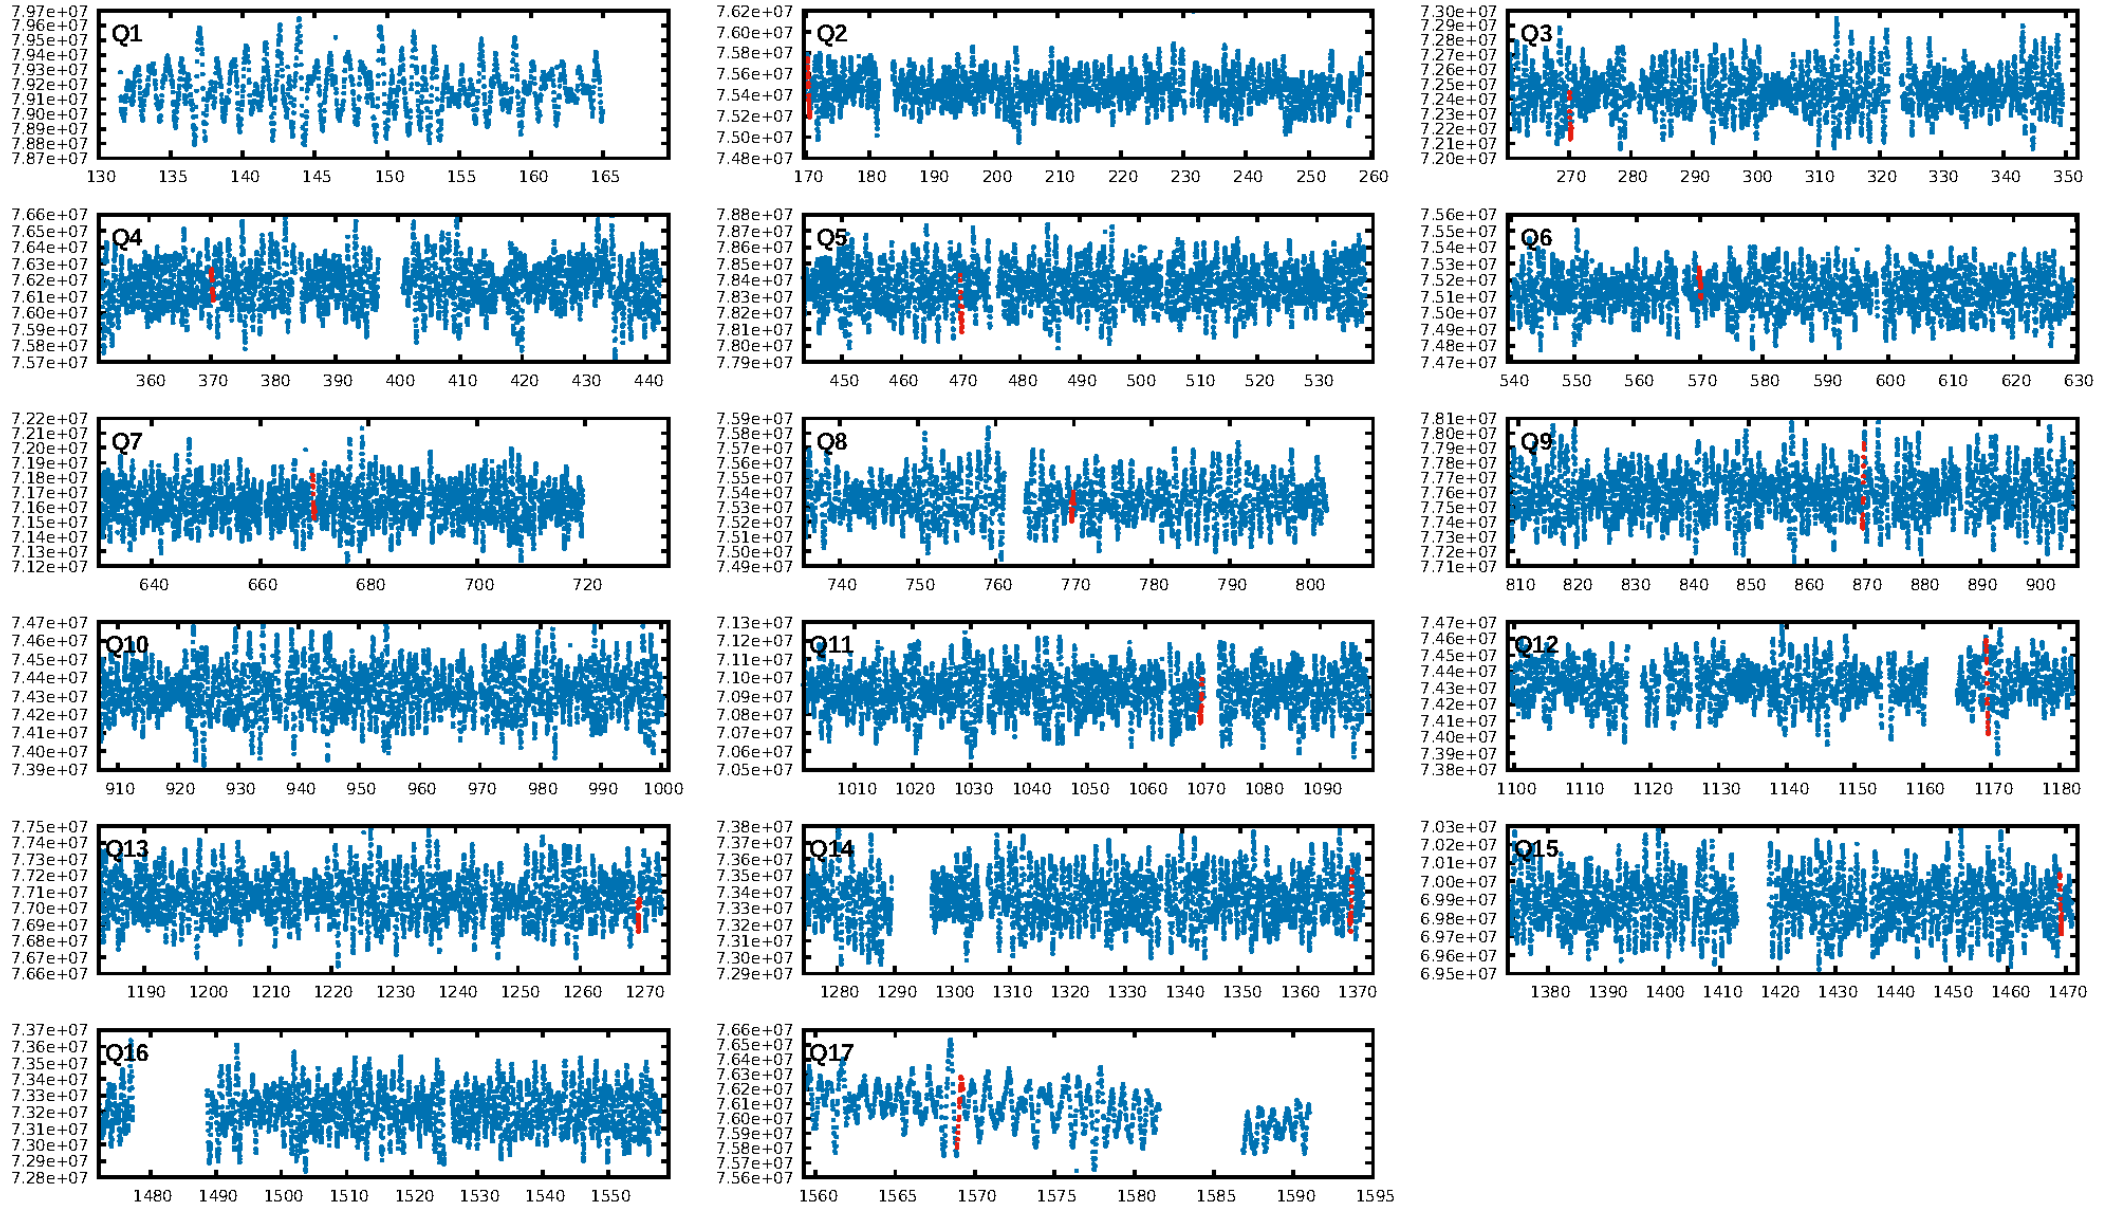 7.97e+07
7.96e+07
7.95e+07
7.94e+07
7.93e+07
7.92e+07
7.91e+07
7.90e+07
7.89e+07
7.88e+07
7.87e+07
Q1
130 135 140 145 150 155 160 165
7.62e+07
7.60e+07
7.58e+07
7.56e+07
7.54e+07
7.52e+07
7.50e+07
7.48e+07
Q2
170 180 190 200 210 220 230 240 250 260
7.30e+07
7.29e+07
7.28e+07
7.27e+07
7.26e+07
7.25e+07
7.24e+07
7.23e+07
7.22e+07
7.21e+07
7.20e+07
Q3
270 280 290 300 310 320 330 340 350
7.66e+07
7.65e+07
7.64e+07
7.63e+07
7.62e+07
7.61e+07
7.60e+07
7.59e+07
7.58e+07
7.57e+07
Q4
360 370 380 390 400 410 420 430 440
7.88e+07
7.87e+07
7.86e+07
7.85e+07
7.84e+07
7.83e+07
7.82e+07
7.81e+07
7.80e+07
7.79e+07
Q5
450 460 470 480 490 500 510 520 530
7.56e+07
7.55e+07
7.54e+07
7.53e+07
7.52e+07
7.51e+07
7.50e+07
7.49e+07
7.48e+07
7.47e+07
Q6
540 550 560 570 580 590 600 610 620 630
7.22e+07
7.21e+07
7.20e+07
7.19e+07
7.18e+07
7.17e+07
7.16e+07
7.15e+07
7.14e+07
7.13e+07
7.12e+07
Q7
640 660 680 700 720
7.59e+07
7.58e+07
7.57e+07
7.56e+07
7.55e+07
7.54e+07
7.53e+07
7.52e+07
7.51e+07
7.50e+07
7.49e+07
Q8
740 750 760 770 780 790 800
7.81e+07
7.80e+07
7.79e+07
7.78e+07
7.77e+07
7.76e+07
7.75e+07
7.74e+07
7.73e+07
7.72e+07
7.71e+07
Q9
810 820 830 840 850 860 870 880 890 900
7.47e+07
7.46e+07
7.45e+07
7.44e+07
7.43e+07
7.42e+07
7.41e+07
7.40e+07
7.39e+07
Q10
910 920 930 940 950 960 970 980 990 1000
7.13e+07
7.12e+07
7.11e+07
7.10e+07
7.09e+07
7.08e+07
7.07e+07
7.06e+07
7.05e+07
Q11
1010 1020 1030 1040 1050 1060 1070 1080 1090
7.47e+07
7.46e+07
7.45e+07
7.44e+07
7.43e+07
7.42e+07
7.41e+07
7.40e+07
7.39e+07
7.38e+07
Q12
1100 1110 1120 1130 1140 1150 1160 1170 1180
7.75e+07
7.74e+07
7.73e+07
7.72e+07
7.71e+07
7.70e+07
7.69e+07
7.68e+07
7.67e+07
7.66e+07
Q13
1190 1200 1210 1220 1230 1240 1250 1260 1270
7.38e+07
7.37e+07
7.36e+07
7.35e+07
7.34e+07
7.33e+07
7.32e+07
7.31e+07
7.30e+07
7.29e+07
Q14
1280 1290 1300 1310 1320 1330 1340 1350 1360 1370
7.03e+07
7.02e+07
7.01e+07
7.00e+07
6.99e+07
6.98e+07
6.97e+07
6.96e+07
6.95e+07
Q15
1380 1390 1400 1410 1420 1430 1440 1450 1460 1470
7.37e+07
7.36e+07
7.35e+07
7.34e+07
7.33e+07
7.32e+07
7.31e+07
7.30e+07
7.29e+07
7.28e+07
Q16
1480 1490 1500 1510 1520 1530 1540 1550
7.66e+07
7.65e+07
7.64e+07
7.63e+07
7.62e+07
7.61e+07
7.60e+07
7.59e+07
7.58e+07
7.57e+07
7.56e+07
Q17
1560 1565 1570 1575 1580 1585 1590 1595